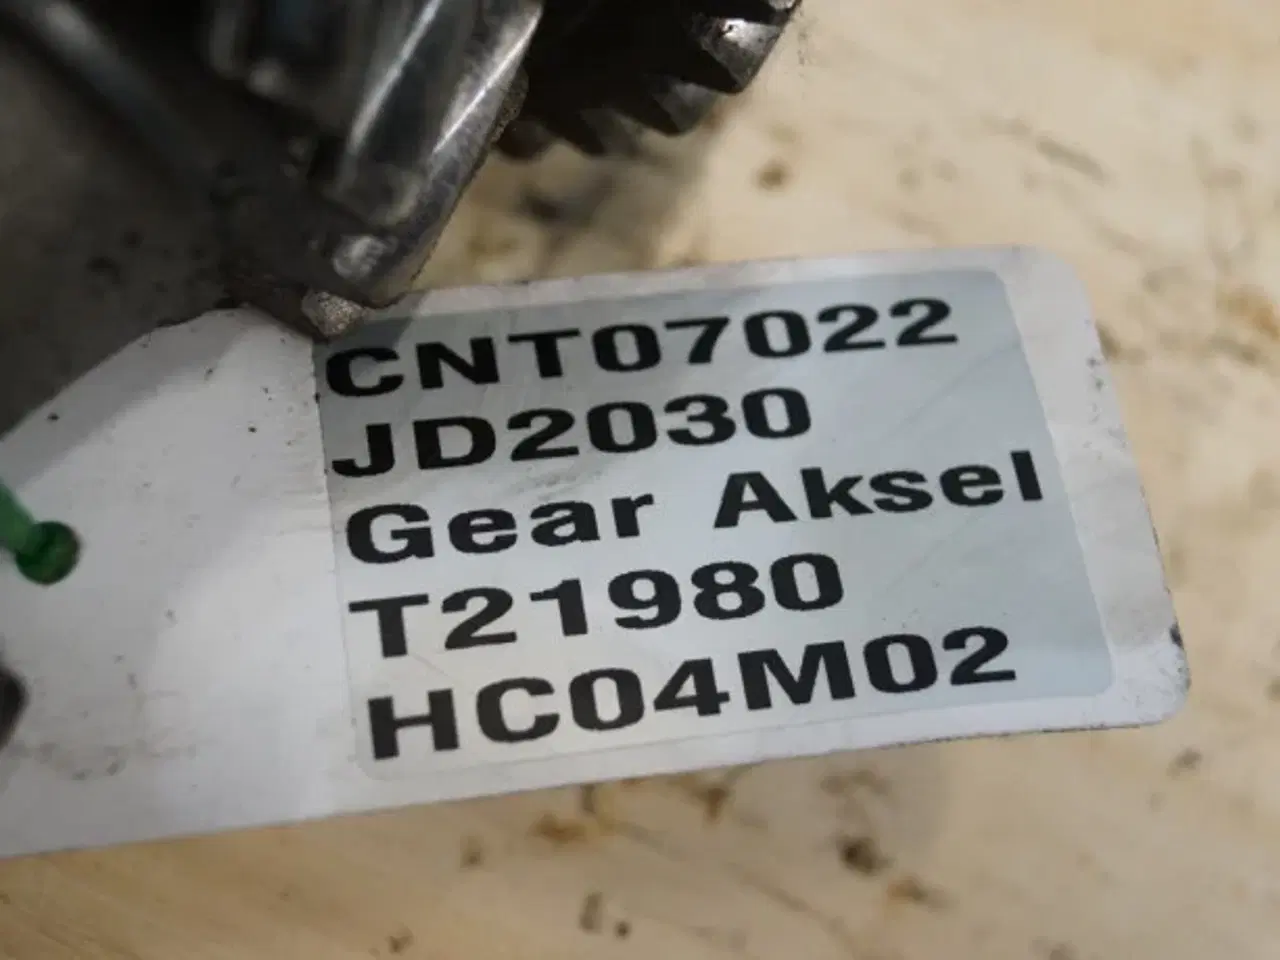 CNT07022
JD2030
Gear Aksel
T21980
HC04M02